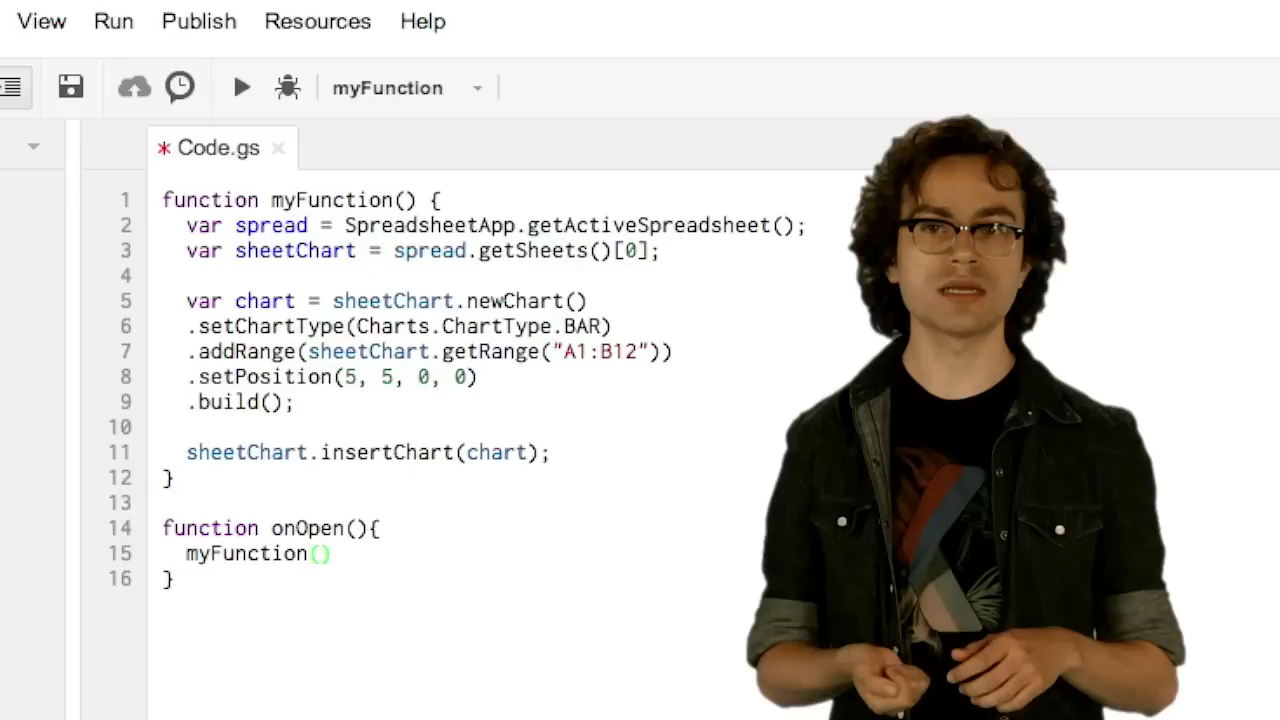 View Run Publish Resources Help
myFunction
* Code.gs ×
1 function myFunction() {
2 var spread = SpreadsheetApp.getActiveSpreadsheet();
3 var sheetChart = spread.getSheets()[0];
4
5 var chart = sheetChart.newChart()
6 .setChartType(Charts.ChartType.BAR)
7 .addRange(sheetChart.getRange("A1:B12"))
8 .setPosition(5, 5, 0, 0)
9 .build();
10
11 sheetChart.insertChart(chart);
12 }
13
14 function onOpen(){
15 myFunction()
16 }